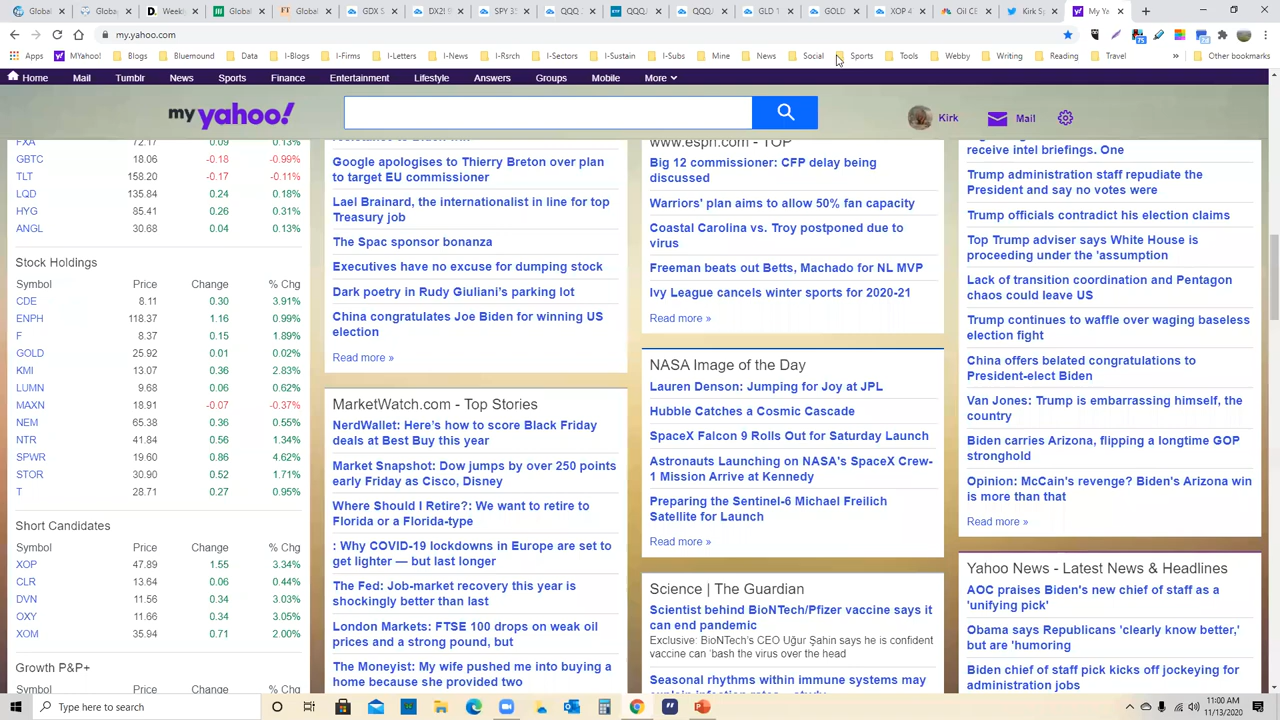 Global
Global
Weekl
Global
Global
GDX S
DX2! S
SPY 35
QQQ
QQQ/
QQQ/
GLD 1
GOLD
XOP 4
Oil CE
Kirk S
My Ya
my.yahoo.com
Apps MYahoo! Blogs Bluemound Data I-Blogs I-Firms I-Letters I-News I-Rsrch I-Sectors I-Sustain I-Subs Mine News Social Sports Tools Webby Writing Reading Travel » Other bookmarks
Home Mail Tumblr News Sports Finance Entertainment Lifestyle Answers Groups Mobile More
my yahoo!
Kirk Mail
FXA 72.17 0.09 0.13%
GBTC 18.06 -0.18 -0.99%
TLT 158.20 -0.17 -0.11%
LQD 135.84 0.24 0.18%
HYG 85.41 0.26 0.31%
ANGL 30.68 0.04 0.13%
Stock Holdings
Symbol Price Change % Chg
CDE 8.11 0.30 3.91%
ENPH 118.37 1.16 0.99%
F 8.37 0.15 1.89%
GOLD 25.92 0.01 0.02%
KMI 13.07 0.36 2.83%
LUMN 9.68 0.06 0.62%
MAXN 18.91 -0.07 -0.37%
NEM 65.38 0.36 0.55%
NTR 41.84 0.56 1.34%
SPWR 19.60 0.86 4.62%
STOR 30.90 0.52 1.71%
T 28.71 0.27 0.95%
Short Candidates
Symbol Price Change % Chg
XOP 47.89 1.55 3.34%
CLR 13.64 0.06 0.44%
DVN 11.56 0.34 3.03%
OXY 11.66 0.34 3.05%
XOM 35.94 0.71 2.00%
Growth P&P+
Symbol Price Change % Chg
Google apologises to Thierry Breton over plan
to target EU commissioner
Lael Brainard, the internationalist in line for top
Treasury job
The Spac sponsor bonanza
Executives have no excuse for dumping stock
Dark poetry in Rudy Giuliani's parking lot
China congratulates Joe Biden for winning US
election
Read more »
MarketWatch.com - Top Stories
NerdWallet: Here's how to score Black Friday
deals at Best Buy this year
Market Snapshot: Dow jumps by over 250 points
early Friday as Cisco, Disney
Where Should I Retire?: We want to retire to
Florida or a Florida-type
: Why COVID-19 lockdowns in Europe are set to
get lighter — but last longer
The Fed: Job-market recovery this year is
shockingly better than last
London Markets: FTSE 100 drops on weak oil
prices and a strong pound, but
The Moneyist: My wife pushed me into buying a
home because she provided two
www.espn.com - TOP
Big 12 commissioner: CFP delay being
discussed
Warriors' plan aims to allow 50% fan capacity
Coastal Carolina vs. Troy postponed due to
virus
Freeman beats out Betts, Machado for NL MVP
Ivy League cancels winter sports for 2020-21
Read more »
NASA Image of the Day
Lauren Denson: Jumping for Joy at JPL
Hubble Catches a Cosmic Cascade
SpaceX Falcon 9 Rolls Out for Saturday Launch
Astronauts Launching on NASA's SpaceX Crew-
1 Mission Arrive at Kennedy
Preparing the Sentinel-6 Michael Freilich
Satellite for Launch
Read more »
Science | The Guardian
Scientist behind BioNTech/Pfizer vaccine says it
can end pandemic
Exclusive: BioNTech's CEO Uğur Şahin says he is confident
vaccine can 'bash the virus over the head
Seasonal rhythms within immune systems may
explain infection rates – study
receive intel briefings. One
Trump administration staff repudiate the
President and say no votes were
Trump officials contradict his election claims
Top Trump adviser says White House is
proceeding under the 'assumption
Lack of transition coordination and Pentagon
chaos could leave US
Trump continues to waffle over waging baseless
election fight
China offers belated congratulations to
President-elect Biden
Van Jones: Trump is embarrassing himself, the
country
Biden carries Arizona, flipping a longtime GOP
stronghold
Opinion: McCain's revenge? Biden's Arizona win
is more than that
Read more »
Yahoo News - Latest News & Headlines
AOC praises Biden's new chief of staff as a
'unifying pick'
Obama says Republicans 'clearly know better,'
but are 'humoring
Biden chief of staff pick kicks off jockeying for
administration jobs
Type here to search
11:00 AM
11/13/2020